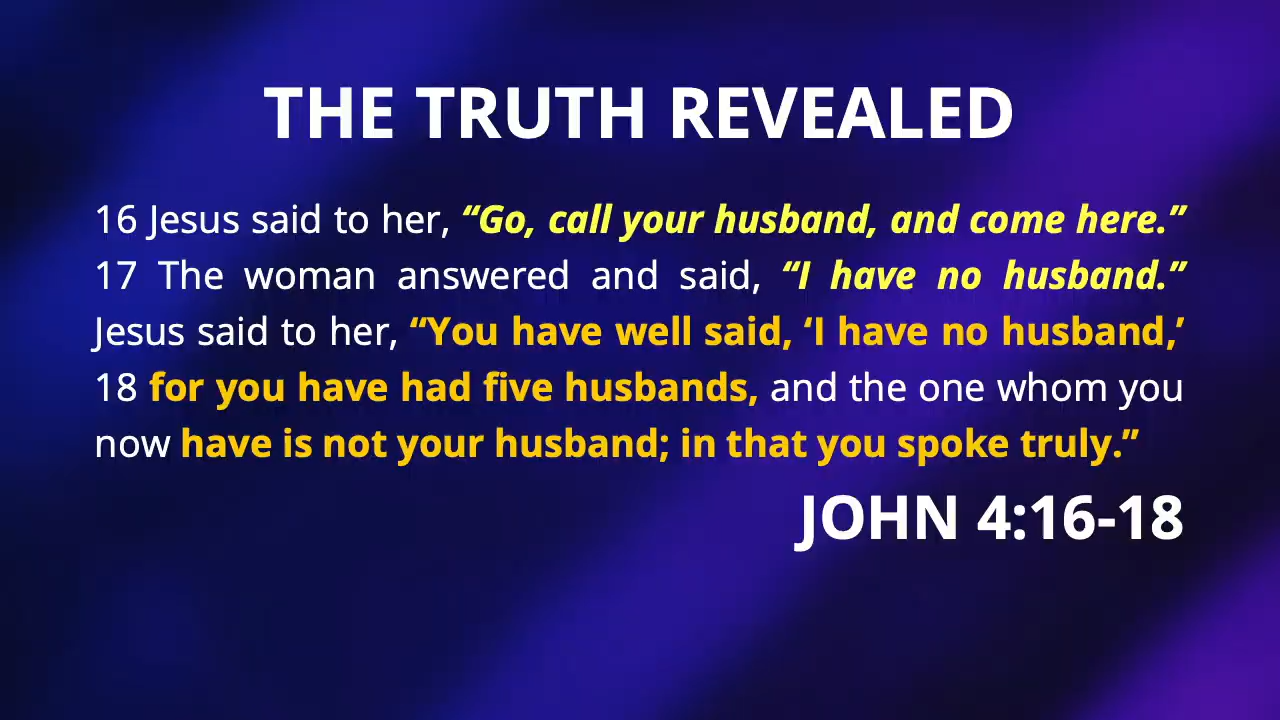 THE TRUTH REVEALED
16 Jesus said to her, “Go, call your husband, and come here.”
17 The woman answered and said, “I have no husband.”
Jesus said to her, “You have well said, ‘I have no husband,’
18 for you have had five husbands, and the one whom you
now have is not your husband; in that you spoke truly.”
JOHN 4:16-18